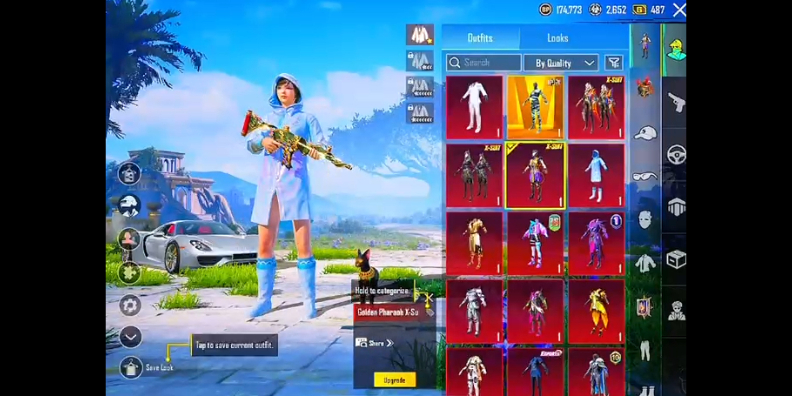 174,773 2,652 487
Outfits Looks
Search By Quality
X-SUIT
X-SUIT X-SUIT
Hold to categorize.
Golden Pharaoh X-Su
Share
Tap to save current outfit.
Save Look
Upgrade